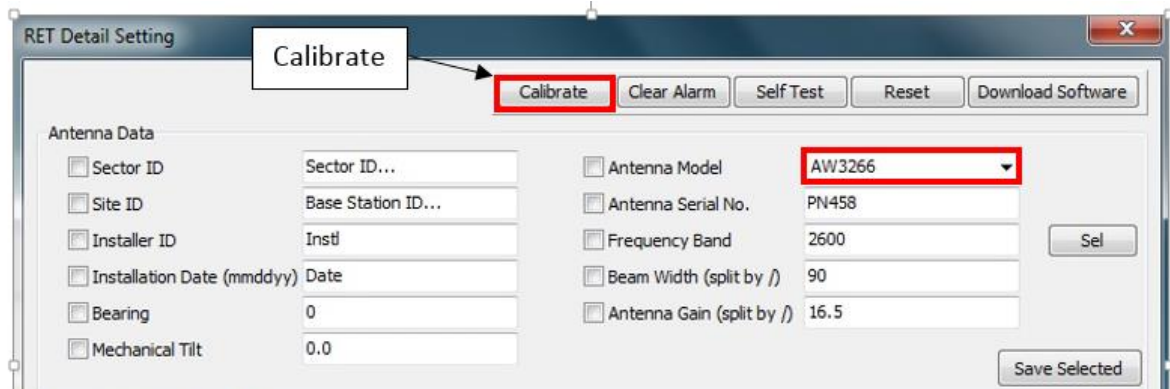 RET Detail Setting
Calibrate
Calibrate Clear Alarm Self Test Reset Download Software
Antenna Data
Sector ID Sector ID... Antenna Model AW3266
Site ID Base Station ID... Antenna Serial No. PN458
Installer ID Instl Frequency Band 2600 Sel
Installation Date (mmddyy) Date Beam Width (split by /) 90
Bearing 0 Antenna Gain (split by /) 16.5
Mechanical Tilt 0.0
Save Selected